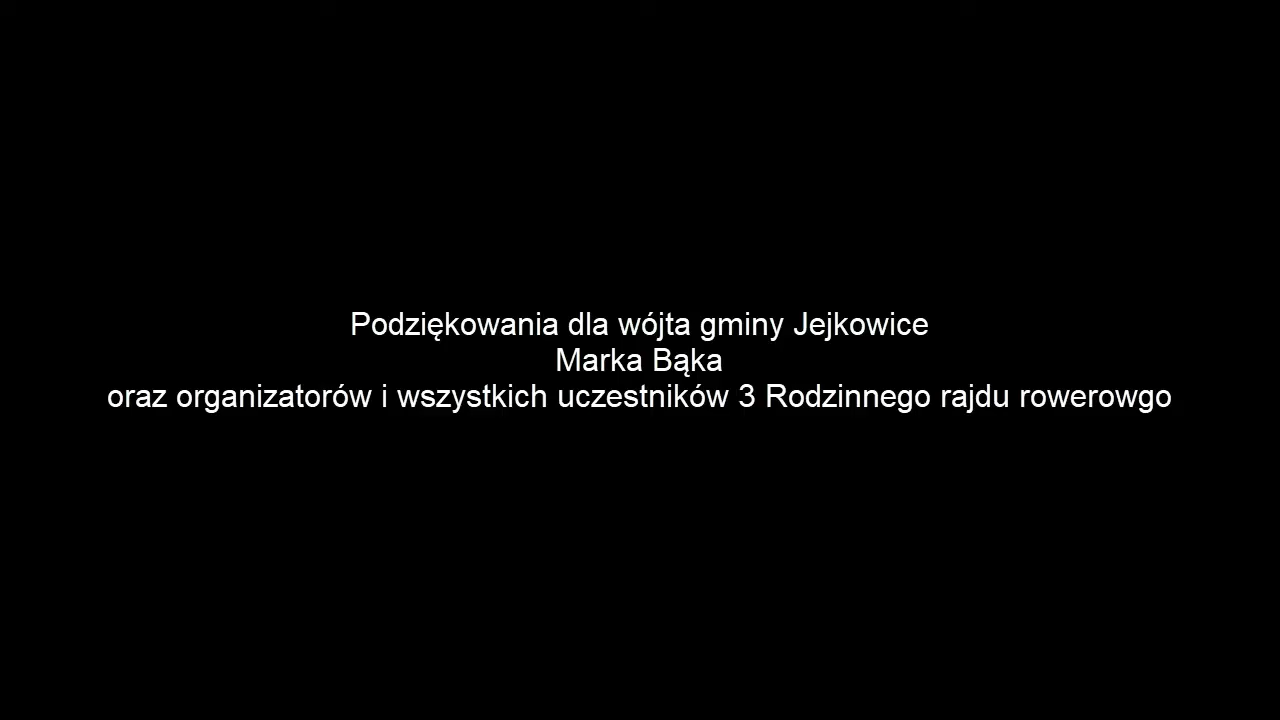 Podziękowania dla wójta gminy Jejkowice
Marka Bąka
oraz organizatorów i wszystkich uczestników 3 Rodzinnego rajdu rowerowgo